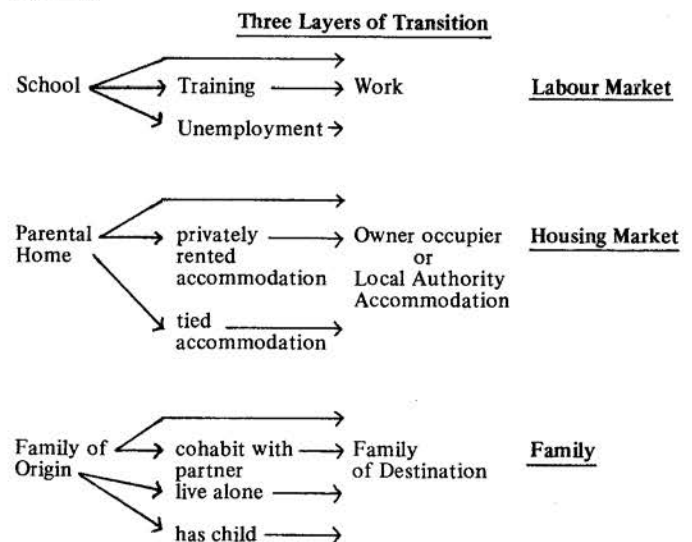 Three Layers of Transition
School Training Work Labour Market
Unemployment
Parental privately Owner occupier Housing Market
Home rented or
accommodation Local Authority
Accommodation
tied
accommodation
Family of cohabit with Family Family
Origin partner of Destination
live alone
has child